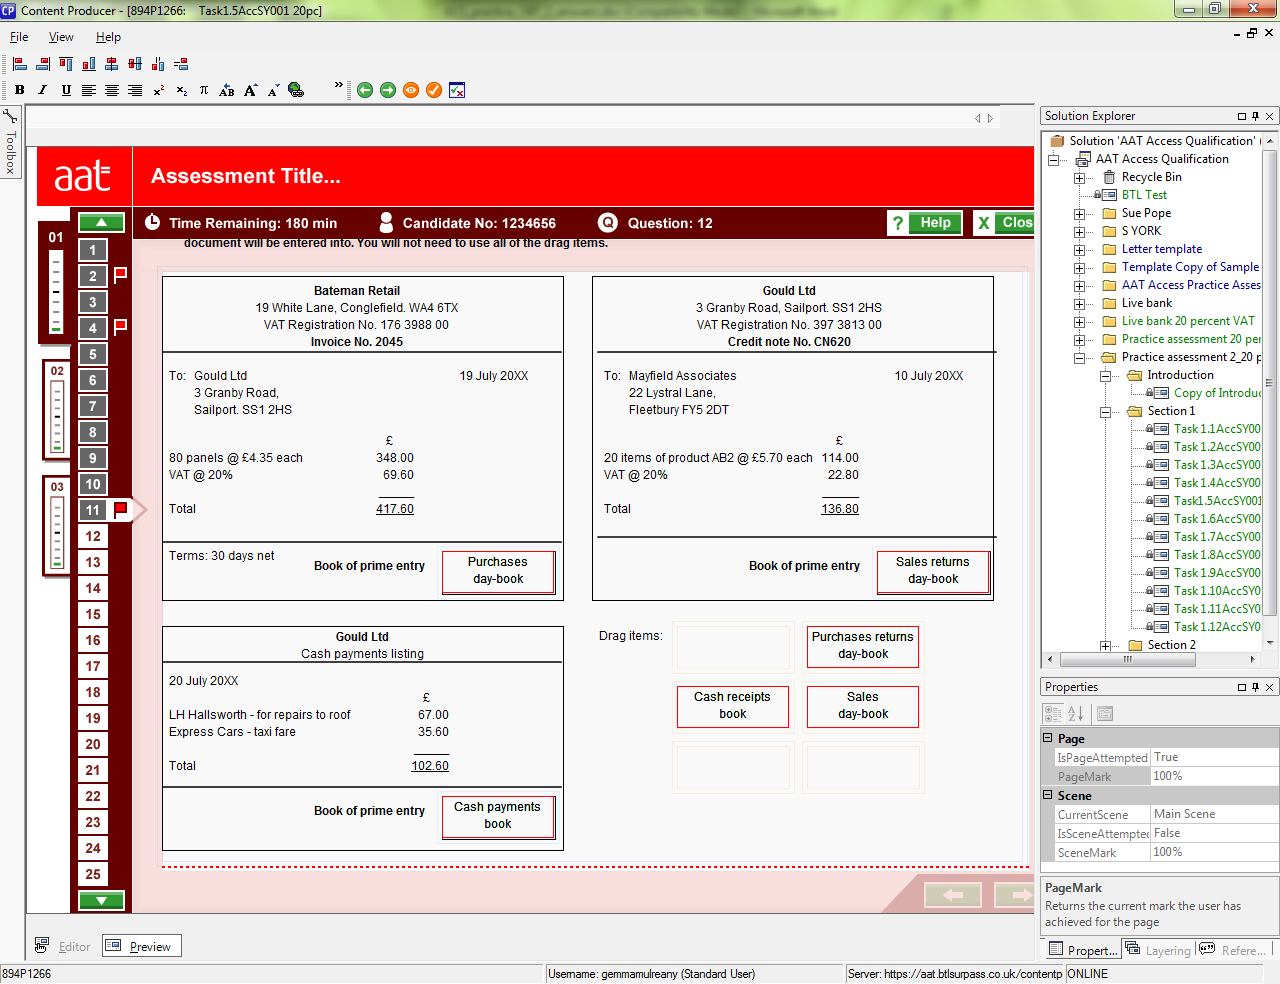 Content Producer - [894P1266: Task1.5AccSY001 20pc]
File View Help
Toolbox
Solution Explorer
Solution 'AAT Access Qualification' (
AAT Access Qualification
Recycle Bin
BTL Test
Sue Pope
S YORK
Letter template
Template Copy of Sample
AAT Access Practice Asses
Live bank
Live bank 20 percent VAT
Practice assessment 20 per
Practice assessment 2_20 p
Introduction
Copy of Introduc
Section 1
Task 1.1AccSY00
Task 1.2AccSY00
Task 1.3AccSY00
Task 1.4AccSY00
Task1.5AccSY001
Task 1.6AccSY00
Task 1.7AccSY00
Task 1.8AccSY00
Task 1.9AccSY00
Task 1.10AccSY0
Task 1.11AccSY0
Task 1.12AccSY0
Section 2
aat
Assessment Title...
Time Remaining: 180 min
Candidate No: 1234656
Question: 12
? Help
X Clos
01
02
03
1
2
3
4
5
6
7
8
9
10
11
12
13
14
15
16
17
18
19
20
21
22
23
24
25
document will be entered into. You will not need to use all of the drag items.
Bateman Retail
19 White Lane, Conglefield. WA4 6TX
VAT Registration No. 176 3988 00
Invoice No. 2045
To: Gould Ltd 19 July 20XX
3 Granby Road,
Sailport. SS1 2HS
£
80 panels @ £4.35 each 348.00
VAT @ 20% 69.60
Total 417.60
Terms: 30 days net
Book of prime entry
Purchases
day-book
Gould Ltd
3 Granby Road, Sailport. SS1 2HS
VAT Registration No. 397 3813 00
Credit note No. CN620
To: Mayfield Associates 10 July 20XX
22 Lystral Lane,
Fleetbury FY5 2DT
£
20 items of product AB2 @ £5.70 each 114.00
VAT @ 20% 22.80
Total 136.80
Book of prime entry
Sales returns
day-book
Gould Ltd
Cash payments listing
20 July 20XX
£
LH Hallsworth - for repairs to roof 67.00
Express Cars - taxi fare 35.60
Total 102.60
Book of prime entry
Cash payments
book
Drag items:
Purchases returns
day-book
Cash receipts
book
Sales
day-book
Properties
Page
IsPageAttempted True
PageMark 100%
Scene
CurrentScene Main Scene
IsSceneAttempted False
SceneMark 100%
PageMark
Returns the current mark the user has
achieved for the page
Propert... Layering Refere...
Editor Preview
894P1266
Username: gemmamulreany (Standard User)
Server: https://aat.btlsurpass.co.uk/contentp
ONLINE